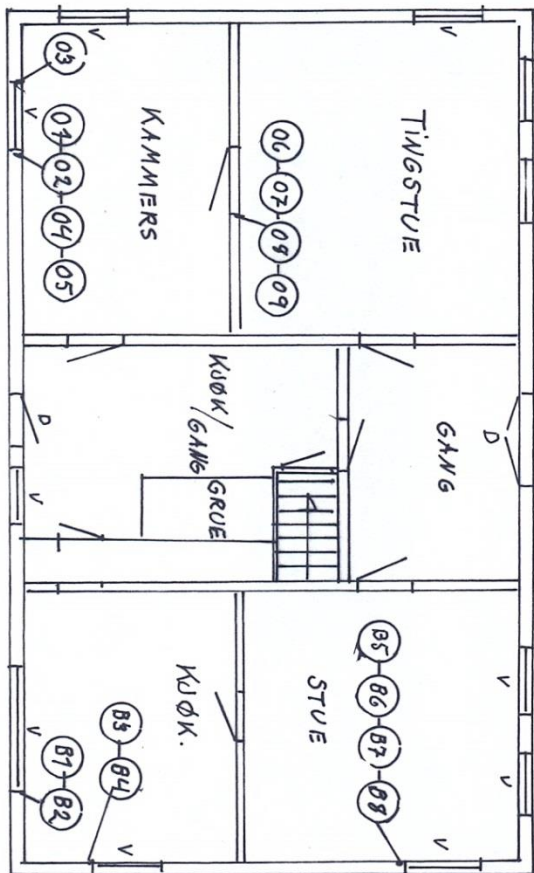 V
TINGSTUE
06 07 08 09
D
GANG
V
V
V
STUE
B5 B6 B7 B8
V
KAMMERS
03
01 02 04 05
V
KJØK/
GANG GRUE
D
V
KJØK.
B3 B4
B1 B2
V
V